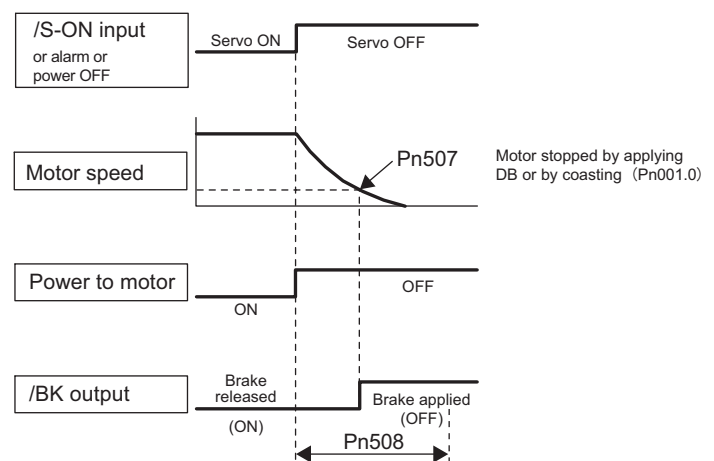 /S-ON input
or alarm or
power OFF
Servo ON
Servo OFF
Motor speed
Pn507
Motor stopped by applying
DB or by coasting (Pn001.0)
Power to motor
ON
OFF
/BK output
Brake
released
(ON)
Brake applied
(OFF)
Pn508